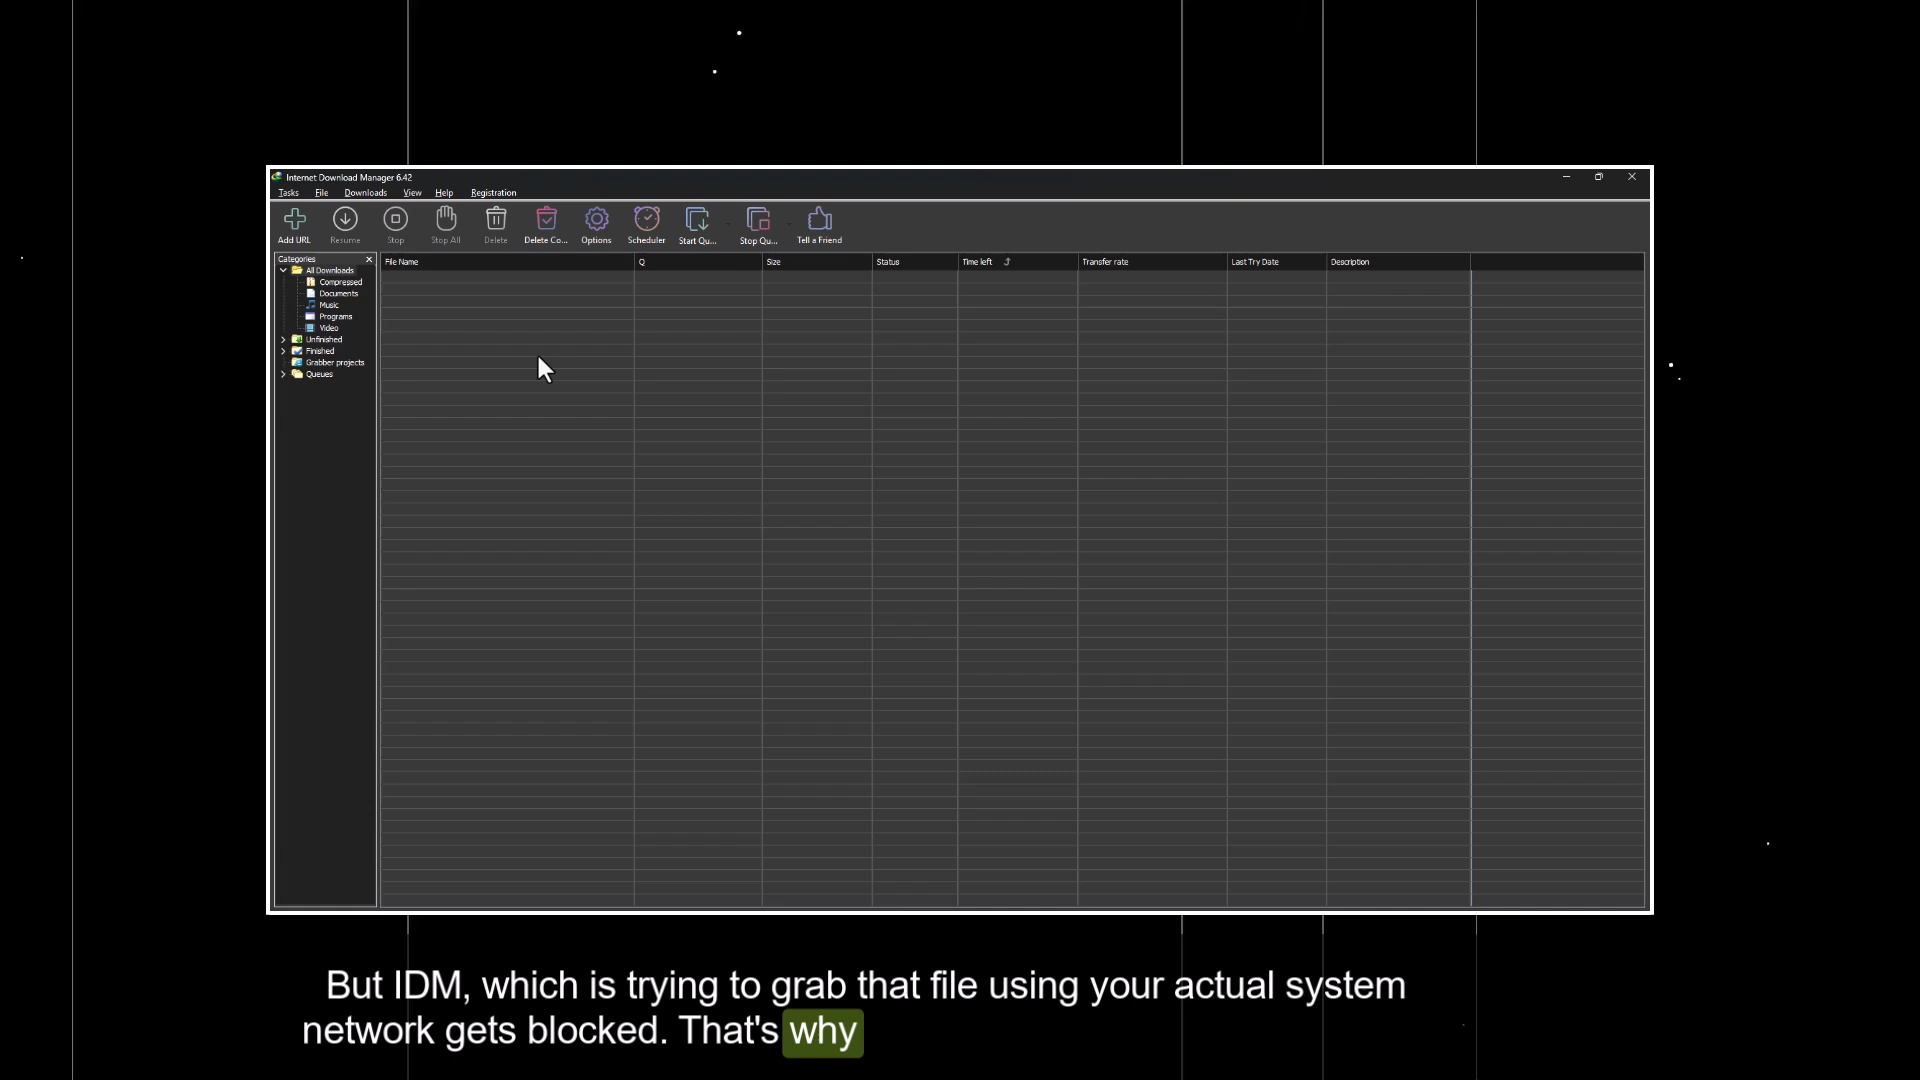 Internet Download Manager 6.42
Tasks File Downloads View Help Registration
Add URL Resume Stop Stop All Delete Delete Co... Options Scheduler Start Qu... Stop Qu... Tell a Friend
Categories
File Name Q Size Status Time left Transfer rate Last Try Date Description
All Downloads
Compressed
Documents
Music
Programs
Video
Unfinished
Finished
Grabber projects
Queues
But IDM, which is trying to grab that file using your actual system
network gets blocked. That's why